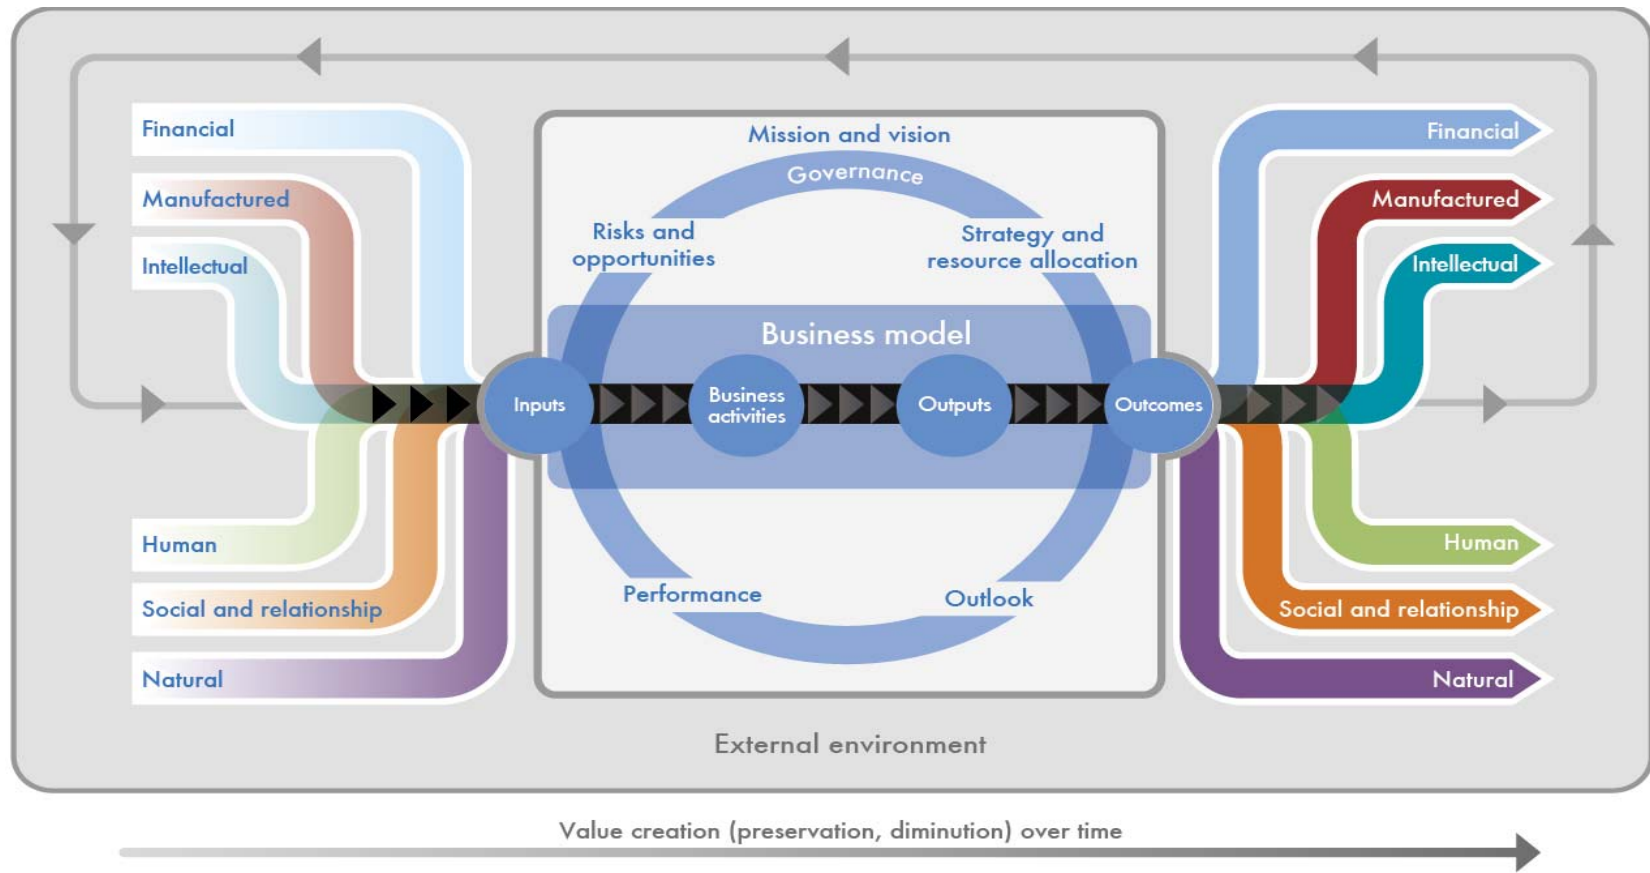 Financial
Manufactured
Intellectual
Human
Social and relationship
Natural
Mission and vision
Governance
Risks and
opportunities
Strategy and
resource allocation
Business model
Inputs
Business
activities
Outputs
Outcomes
Performance
Outlook
Financial
Manufactured
Intellectual
Human
Social and relationship
Natural
External environment
Value creation (preservation, diminution) over time